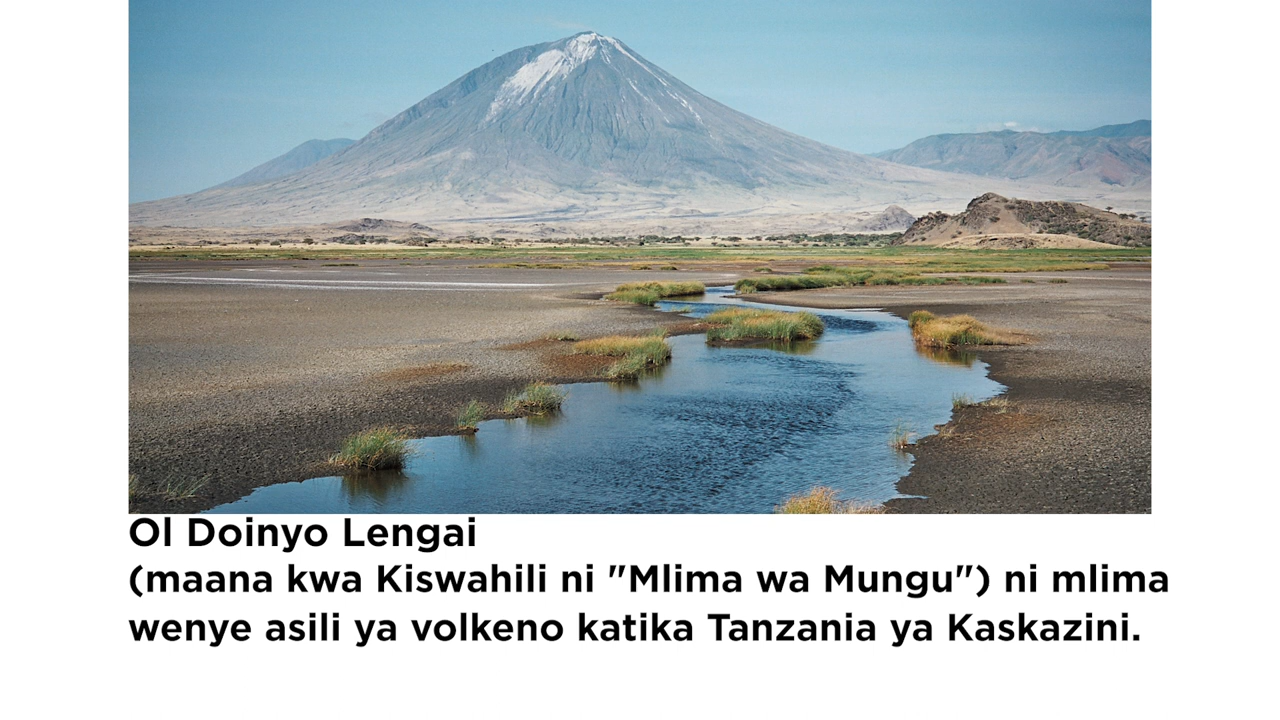 Ol Doinyo Lengai
(maana kwa Kiswahili ni "Mlima wa Mungu") ni mlima
wenye asili ya volkeno katika Tanzania ya Kaskazini.